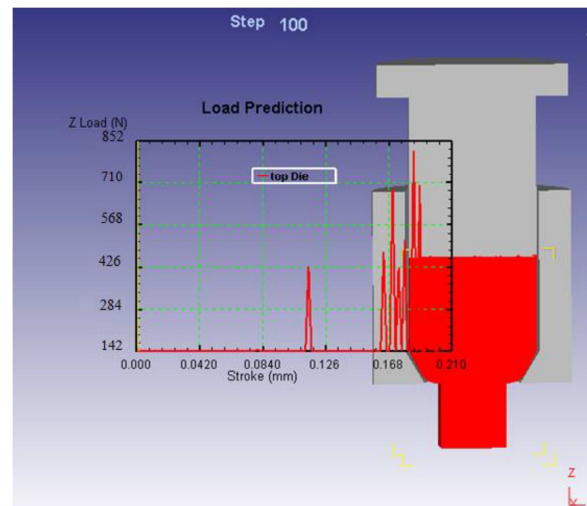 Step 100
Load Prediction
Z Load (N)
852
top Die
710
568
426
284
142
0.000 0.0420 0.0840 0.126 0.168 0.210
Stroke (mm)
Z
X